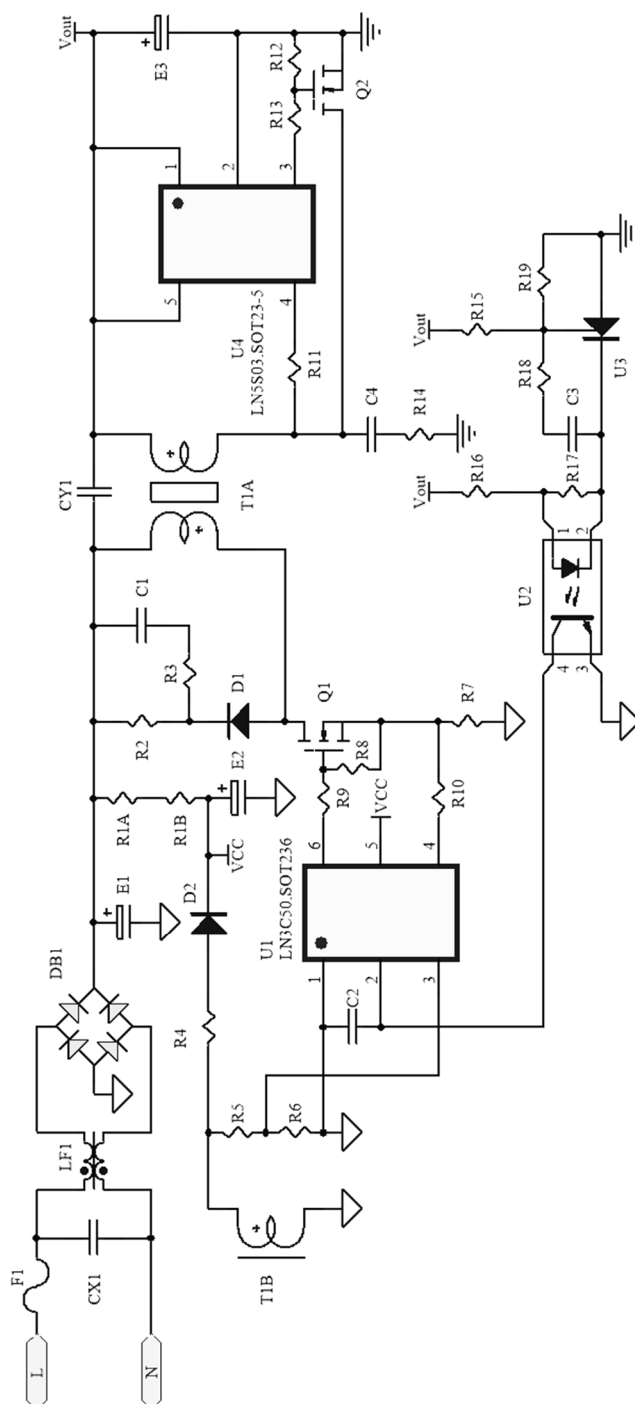 L
N
F1
CX1
LF1
DB1
E1
R1A
R1B
R2
R3
C1
CY1
T1A
D1
E2
D2
VCC
R4
R5
R6
T1B
C2
U1
LN3C50.SOT236
1
2
3
4
5
6
VCC
R9
R8
R10
Q1
R7
U4
LN5S03.SOT23-5
1
2
3
4
5
R11
R12
R13
Q2
E3
Vout
C4
R14
U2
1
2
3
4
Vout
R16
R17
C3
R18
Vout
R15
R19
U3